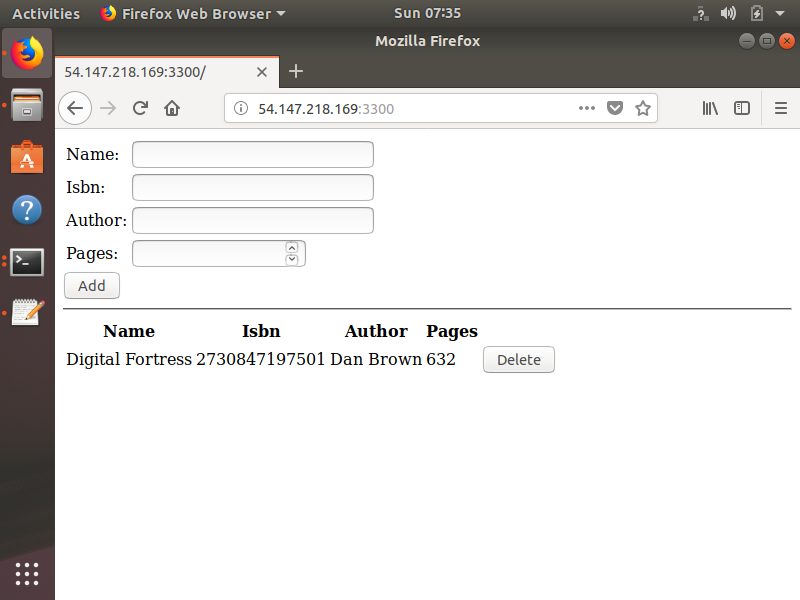 Activities Firefox Web Browser Sun 07:35
Mozilla Firefox
54.147.218.169:3300/
54.147.218.169:3300
Name:
Isbn:
Author:
Pages:
Add
Name Isbn Author Pages
Digital Fortress 2730847197501 Dan Brown 632 Delete